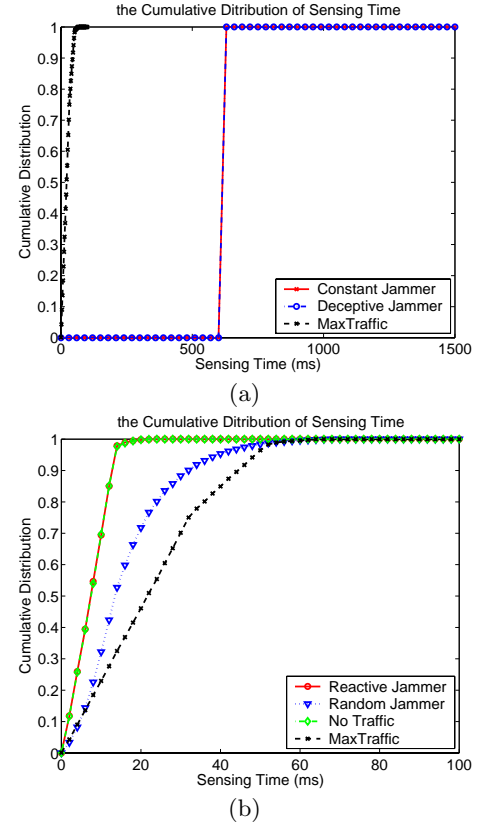 the Cumulative Ditribution of Sensing Time
1
0.9
0.8
0.7
0.6
0.5
0.4
0.3
0.2
0.1
0
Cumulative Distribution
Constant Jammer
Deceptive Jammer
MaxTraffic
0 500 1000 1500
Sensing Time (ms)
(a)
the Cumulative Ditribution of Sensing Time
1
0.9
0.8
0.7
0.6
0.5
0.4
0.3
0.2
0.1
0
Cumulative Distribution
Reactive Jammer
Random Jammer
No Traffic
MaxTraffic
0 20 40 60 80 100
Sensing Time (ms)
(b)